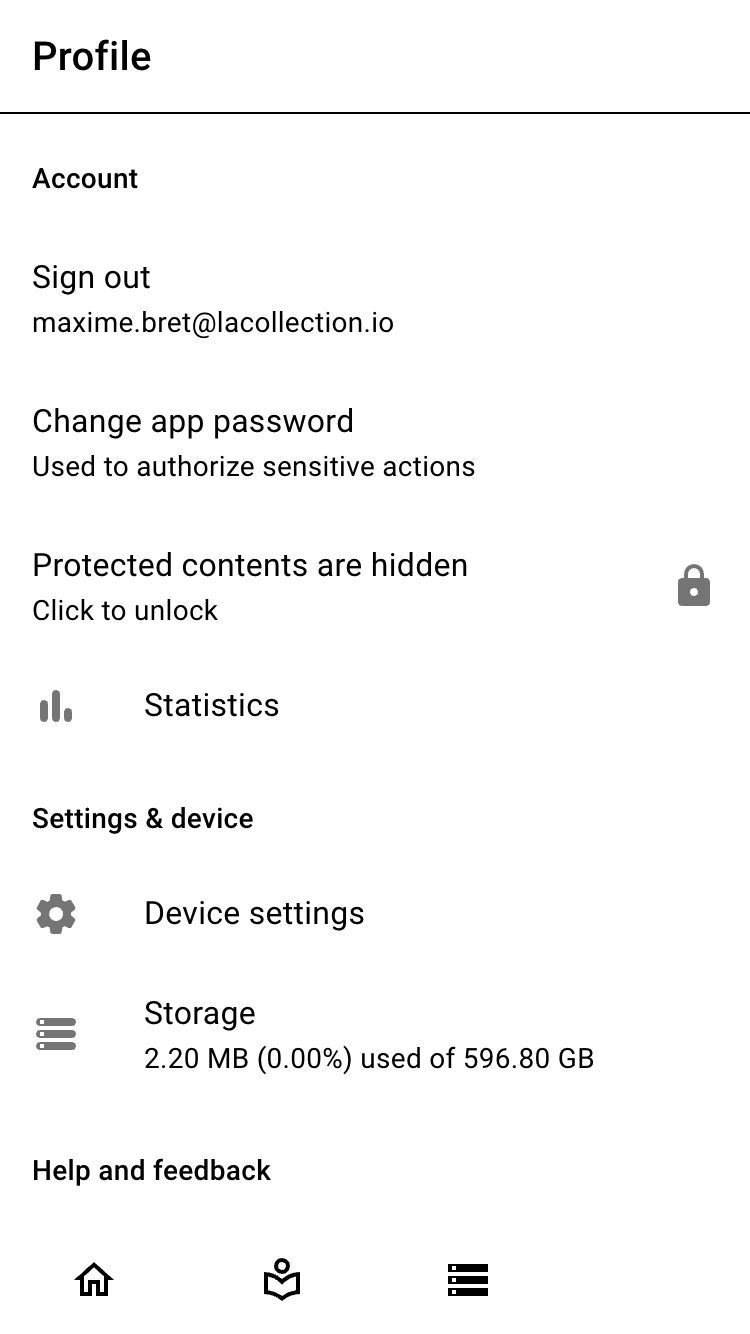 Profile
Account
Sign out
maxime.bret@lacollection.io
Change app password
Used to authorize sensitive actions
Protected contents are hidden
Click to unlock
Statistics
Settings & device
Device settings
Storage
2.20 MB (0.00%) used of 596.80 GB
Help and feedback